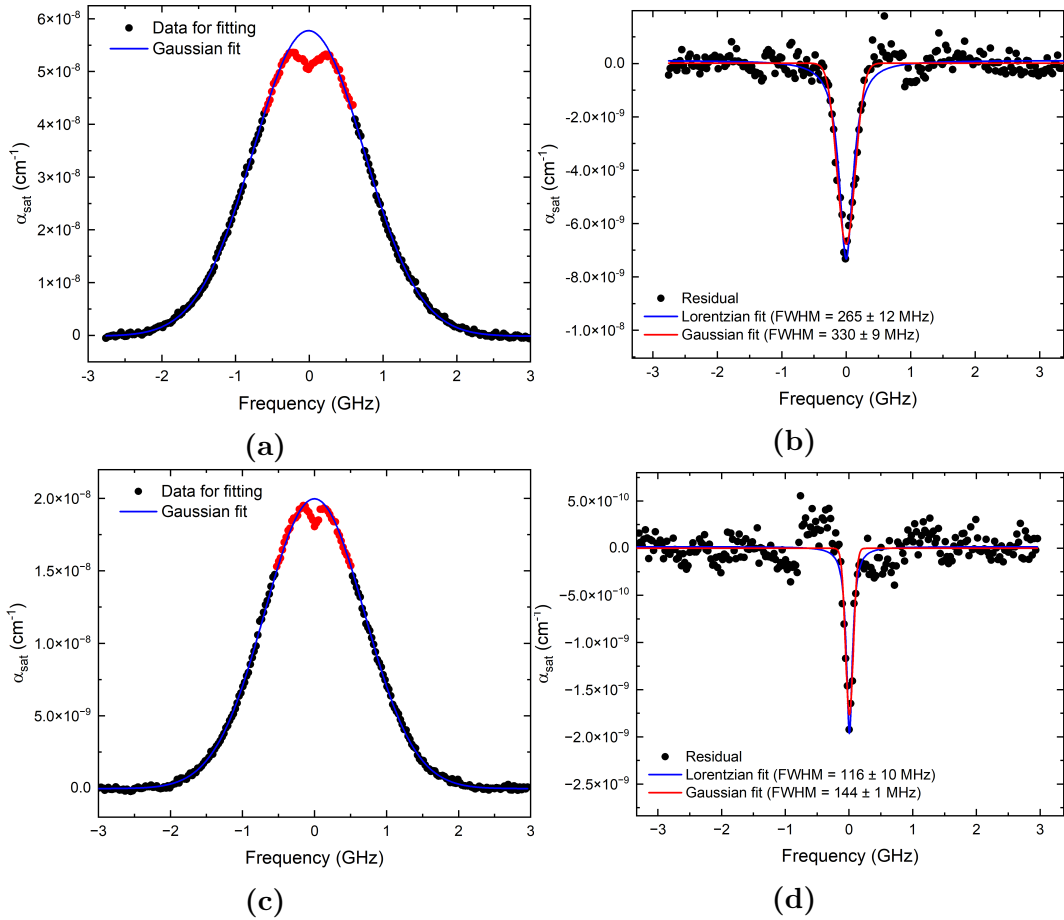 6×10⁻⁸
5×10⁻⁸
4×10⁻⁸
3×10⁻⁸
2×10⁻⁸
1×10⁻⁸
0
α_sat (cm⁻¹)
Data for fitting
Gaussian fit
-3 -2 -1 0 1 2 3
Frequency (GHz)
(a)
0.0
-2.0×10⁻⁹
-4.0×10⁻⁹
-6.0×10⁻⁹
-8.0×10⁻⁹
-1.0×10⁻⁸
α_sat (cm⁻¹)
Residual
Lorentzian fit (FWHM = 265 ± 12 MHz)
Gaussian fit (FWHM = 330 ± 9 MHz)
-3 -2 -1 0 1 2 3
Frequency (GHz)
(b)
2.0×10⁻⁸
1.5×10⁻⁸
1.0×10⁻⁸
5.0×10⁻⁹
0.0
α_sat (cm⁻¹)
Data for fitting
Gaussian fit
−3 −2 −1 0 1 2 3
Frequency (GHz)
(c)
5.0×10⁻¹⁰
0.0
−5.0×10⁻¹⁰
−1.0×10⁻⁹
−1.5×10⁻⁹
−2.0×10⁻⁹
−2.5×10⁻⁹
α_sat (cm⁻¹)
Residual
Lorentzian fit (FWHM = 116 ± 10 MHz)
Gaussian fit (FWHM = 144 ± 1 MHz)
−3 −2 −1 0 1 2 3
Frequency (GHz)
(d)